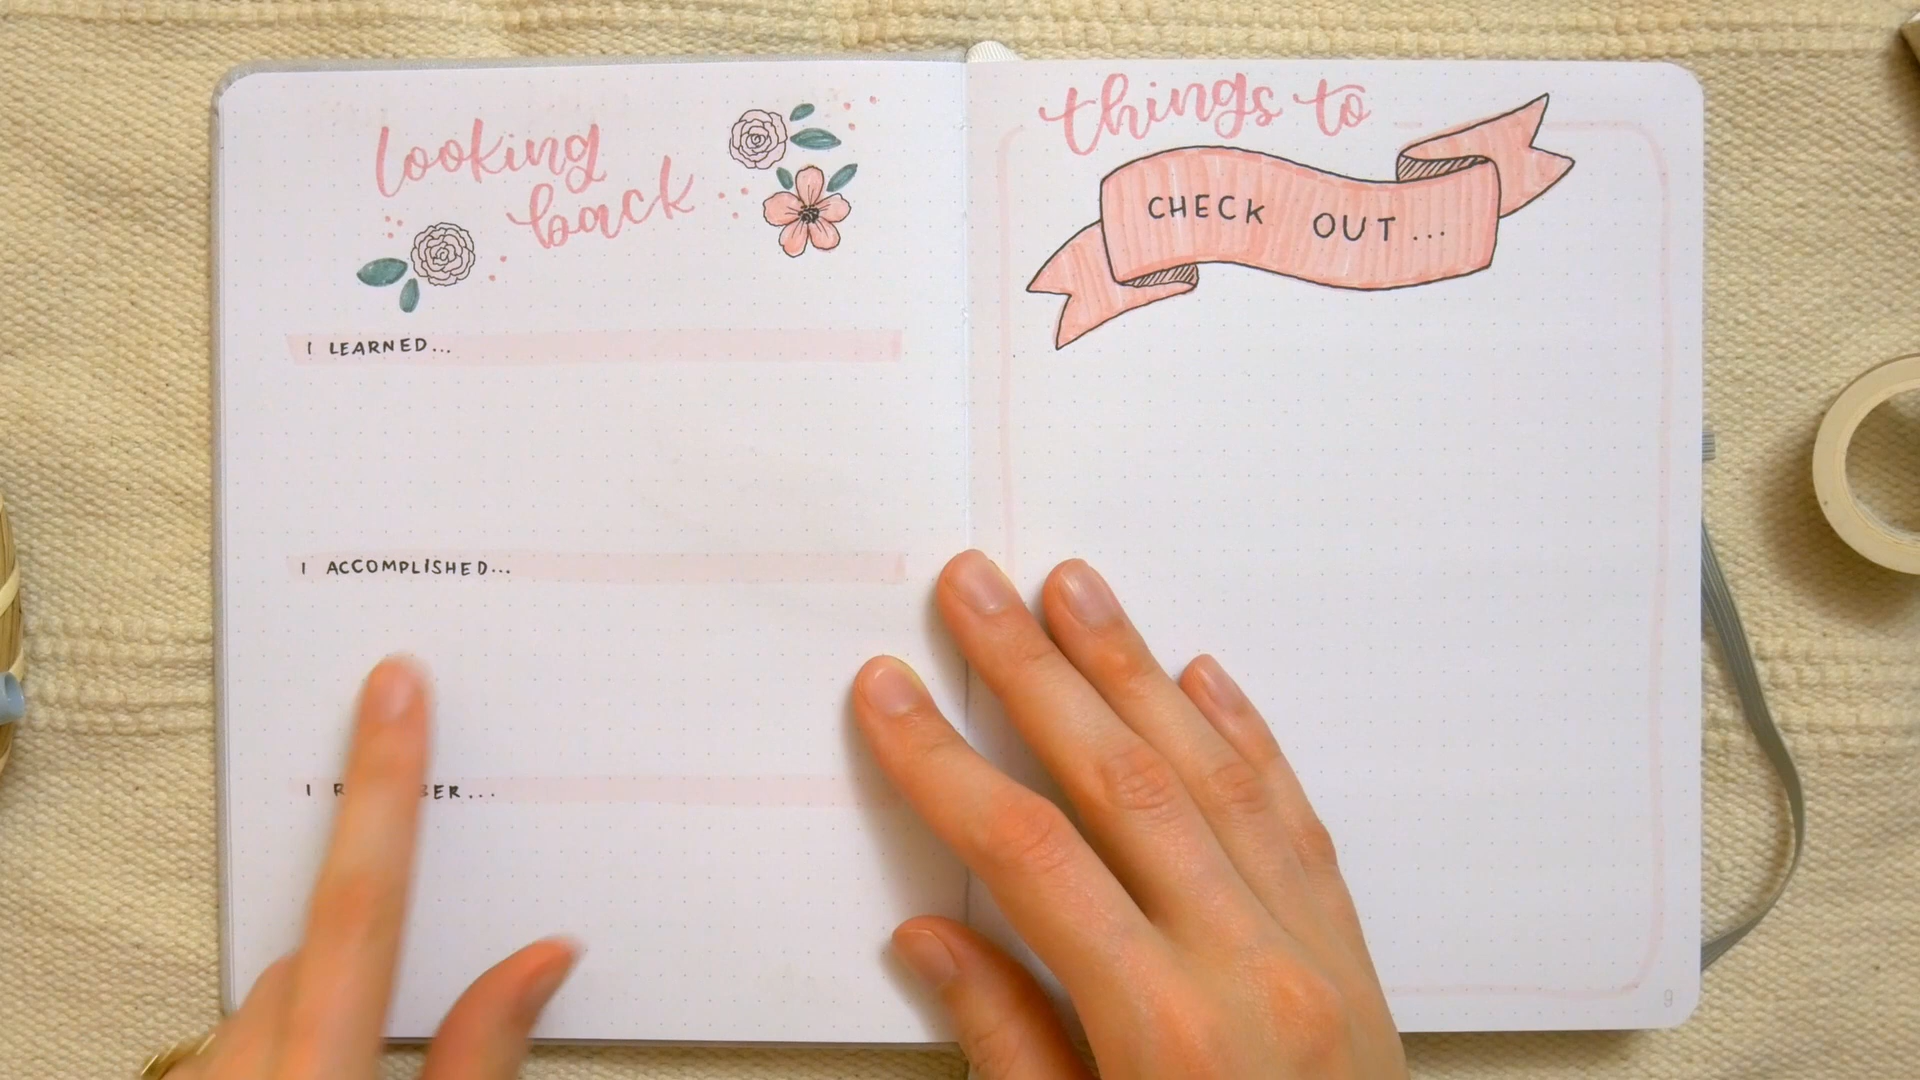 looking
back
I LEARNED...
I ACCOMPLISHED...
I
things to
CHECK OUT...
9